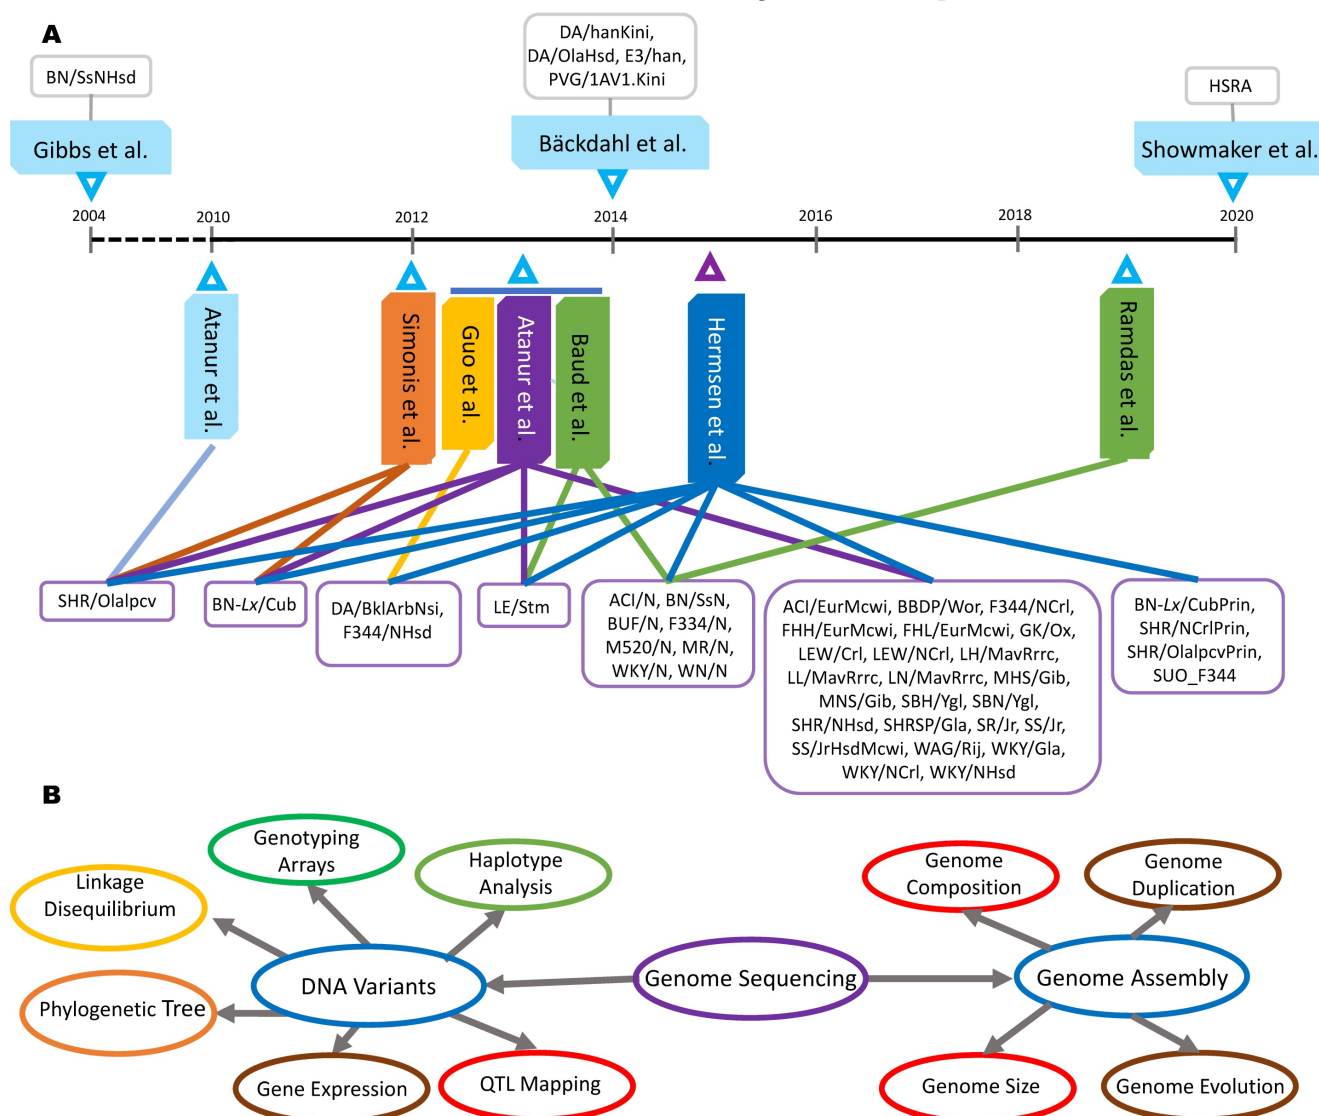 A
DA/hanKini,
DA/OlaHsd, E3/han,
PVG/1AV1.Kini
BN/SsNHsd
HSRA
Gibbs et al.
Bäckdahl et al.
Showmaker et al.
2004
2010
2012
2014
2016
2018
2020
Atanur et al.
Simonis et al.
Guo et al.
Atanur et al.
Baud et al.
Hermsen et al.
Ramdas et al.
SHR/Olalpcv
BN-Lx/Cub
DA/BklArbNsi,
F344/NHsd
LE/Stm
ACI/N, BN/SsN,
BUF/N, F334/N,
M520/N, MR/N,
WKY/N, WN/N
ACI/EurMcwi, BBDP/Wor, F344/NCrl,
FHH/EurMcwi, FHL/EurMcwi, GK/Ox,
LEW/Crl, LEW/NCrl, LH/MavRrrc,
LL/MavRrrc, LN/MavRrrc, MHS/Gib,
MNS/Gib, SBH/Ygl, SBN/Ygl,
SHR/NHsd, SHRSP/Gla, SR/Jr, SS/Jr,
SS/JrHsdMcwi, WAG/Rij, WKY/Gla,
WKY/NCrl, WKY/NHsd
BN-Lx/CubPrin,
SHR/NCrlPrin,
SHR/OlalpcvPrin,
SUO_F344
B
Genotyping
Arrays
Haplotype
Analysis
Linkage
Disequilibrium
Genome
Composition
Genome
Duplication
DNA Variants
Genome Sequencing
Genome Assembly
Phylogenetic Tree
Gene Expression
QTL Mapping
Genome Size
Genome Evolution